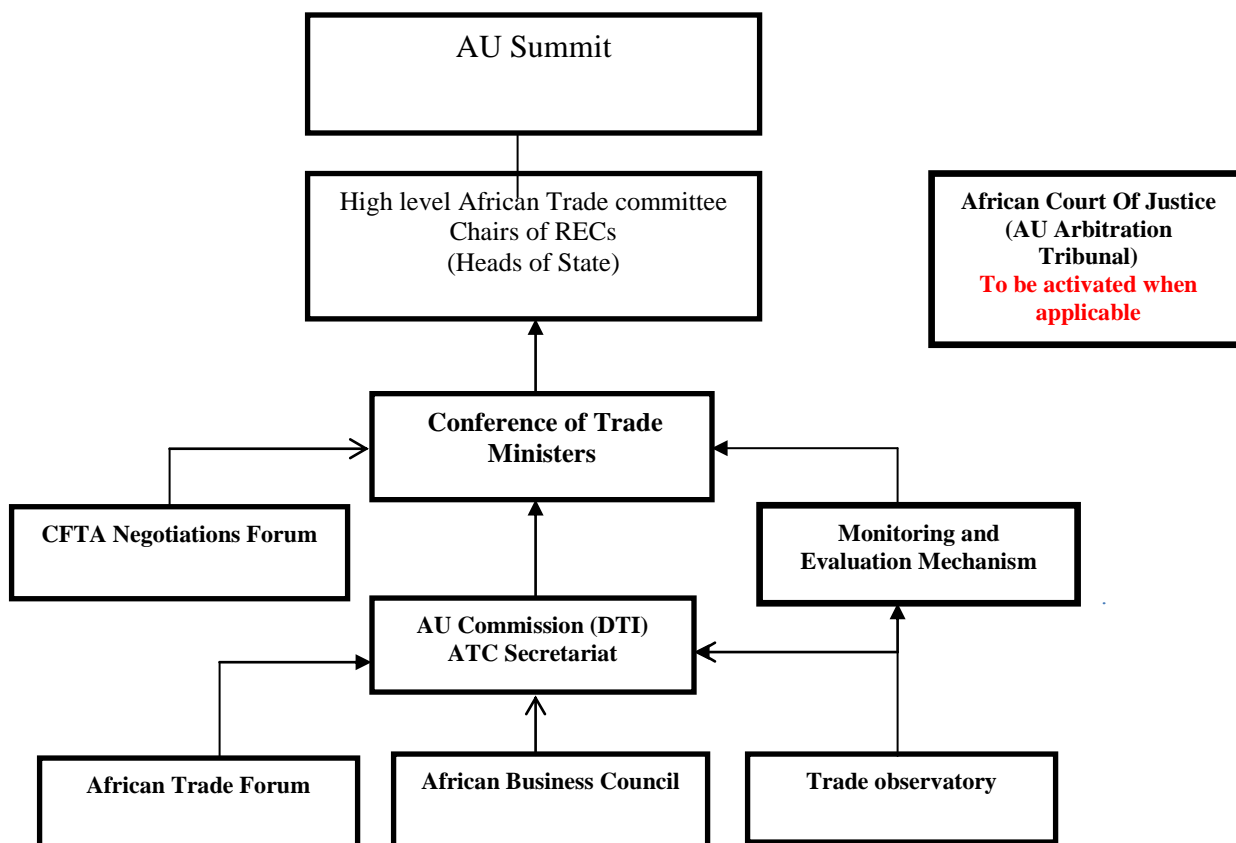 AU Summit
High level African Trade committee
Chairs of RECs
(Heads of State)
African Court Of Justice
(AU Arbitration
Tribunal)
To be activated when
applicable
Conference of Trade
Ministers
CFTA Negotiations Forum
Monitoring and
Evaluation Mechanism
AU Commission (DTI)
ATC Secretariat
African Trade Forum
African Business Council
Trade observatory